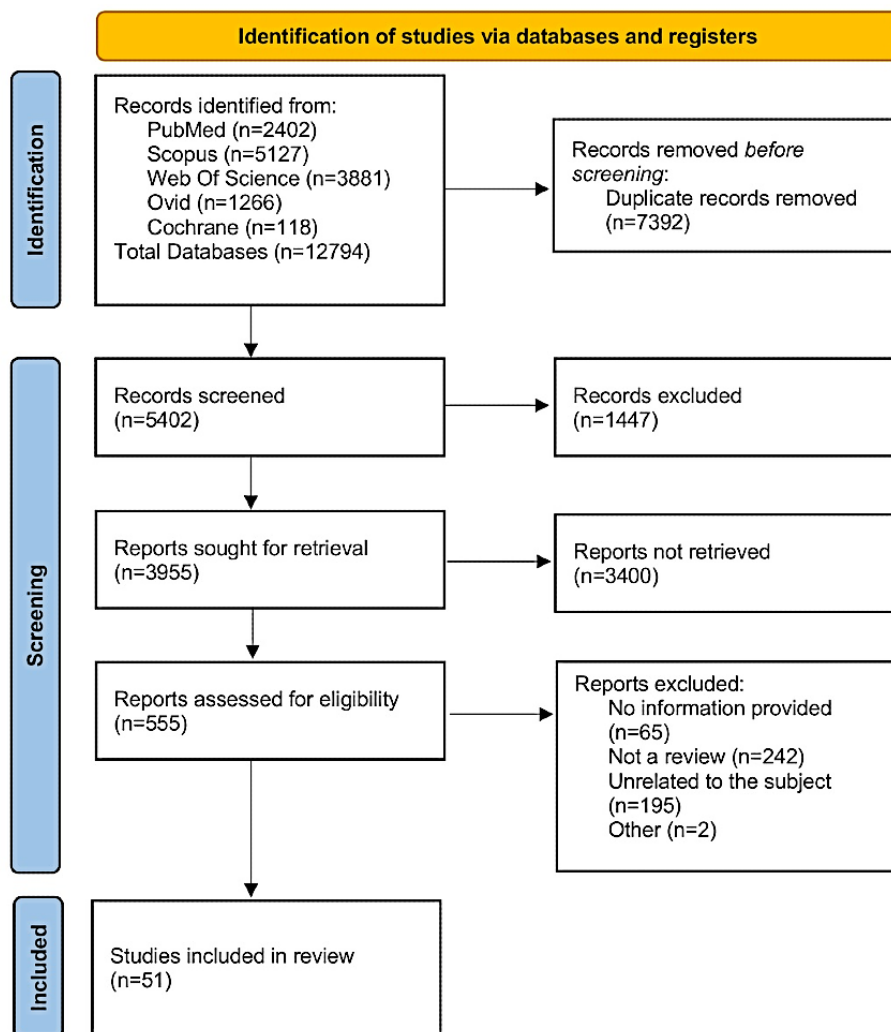 Identification of studies via databases and registers
Identification
Records identified from:
PubMed (n=2402)
Scopus (n=5127)
Web Of Science (n=3881)
Ovid (n=1266)
Cochrane (n=118)
Total Databases (n=12794)
Records removed before
screening:
Duplicate records removed
(n=7392)
Screening
Records screened
(n=5402)
Records excluded
(n=1447)
Reports sought for retrieval
(n=3955)
Reports not retrieved
(n=3400)
Reports assessed for eligibility
(n=555)
Reports excluded:
No information provided
(n=65)
Not a review (n=242)
Unrelated to the subject
(n=195)
Other (n=2)
Included
Studies included in review
(n=51)